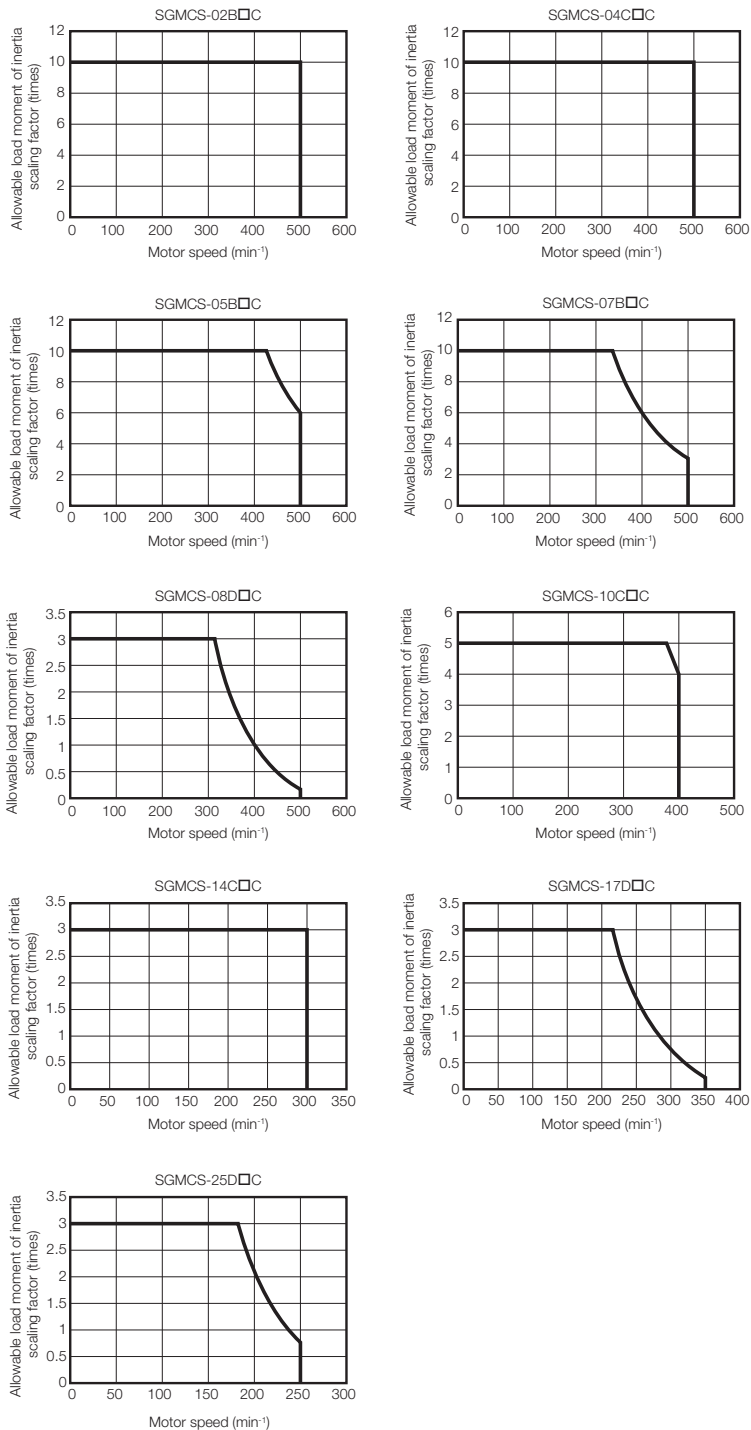 SGMCS-02B□C
Allowable load moment of inertia
scaling factor (times)
12
10
8
6
4
2
0
0 100 200 300 400 500 600
Motor speed (min-1)
SGMCS-04C□C
Allowable load moment of inertia
scaling factor (times)
12
10
8
6
4
2
0
0 100 200 300 400 500 600
Motor speed (min-1)
SGMCS-05B□C
Allowable load moment of inertia
scaling factor (times)
12
10
8
6
4
2
0
0 100 200 300 400 500 600
Motor speed (min-1)
SGMCS-07B□C
Allowable load moment of inertia
scaling factor (times)
12
10
8
6
4
2
0
0 100 200 300 400 500 600
Motor speed (min-1)
SGMCS-08D□C
Allowable load moment of inertia
scaling factor (times)
3.5
3
2.5
2
1.5
1
0.5
0
0 100 200 300 400 500 600
Motor speed (min-1)
SGMCS-10C□C
Allowable load moment of inertia
scaling factor (times)
6
5
4
3
2
1
0
0 100 200 300 400 500
Motor speed (min-1)
SGMCS-14C□C
Allowable load moment of inertia
scaling factor (times)
3.5
3
2.5
2
1.5
1
0.5
0
0 50 100 150 200 250 300 350
Motor speed (min-1)
SGMCS-17D□C
Allowable load moment of inertia
scaling factor (times)
3.5
3
2.5
2
1.5
1
0.5
0
0 50 100 150 200 250 300 350 400
Motor speed (min-1)
SGMCS-25D□C
Allowable load moment of inertia
scaling factor (times)
3.5
3
2.5
2
1.5
1
0.5
0
0 50 100 150 200 250 300
Motor speed (min-1)